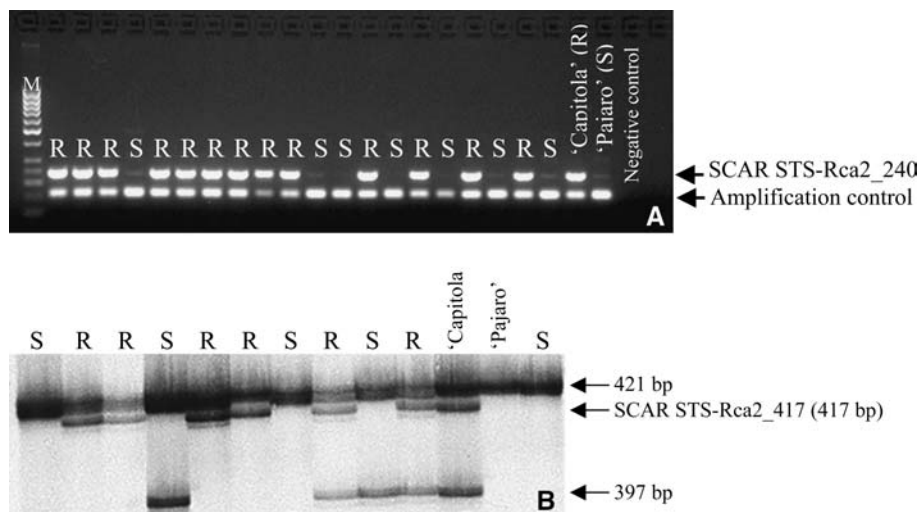 M
R R R S R R R R R R S S R S R S R S R S
'Capitola' (R)
'Pajaro' (S)
Negative control
SCAR STS-Rca2_240
Amplification control
A
S R R S R R S R S R 'Capitola 'Pajaro' S
421 bp
SCAR STS-Rca2_417 (417 bp)
397 bp
B